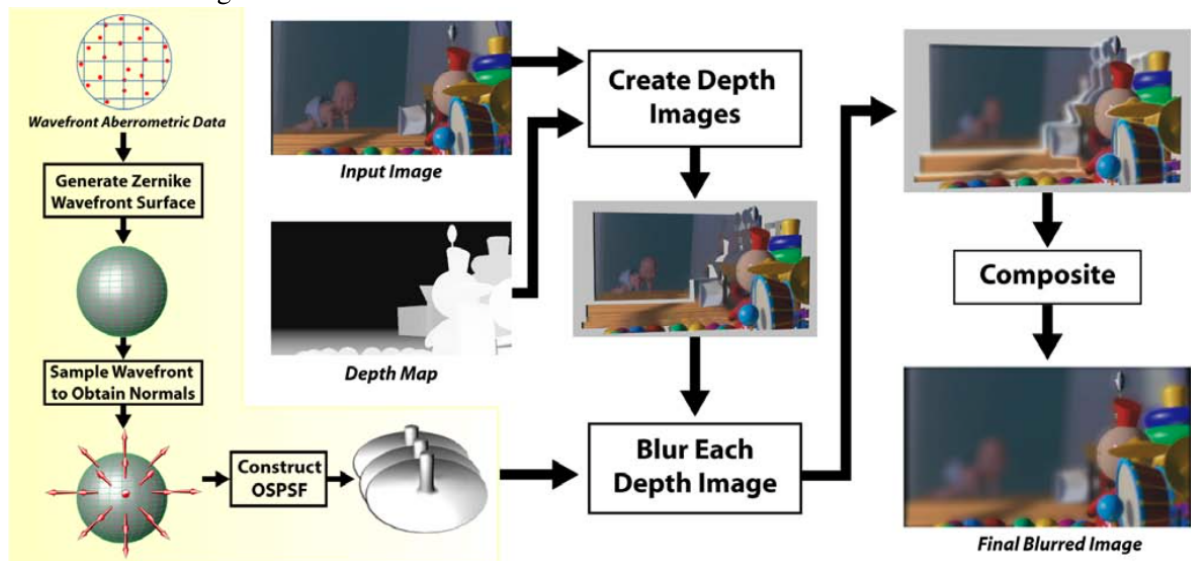 Wavefront Aberrometric Data
Generate Zernike
Wavefront Surface
Sample Wavefront
to Obtain Normals
Construct
OSPSF
Input Image
Depth Map
Create Depth
Images
Blur Each
Depth Image
Composite
Final Blurred Image